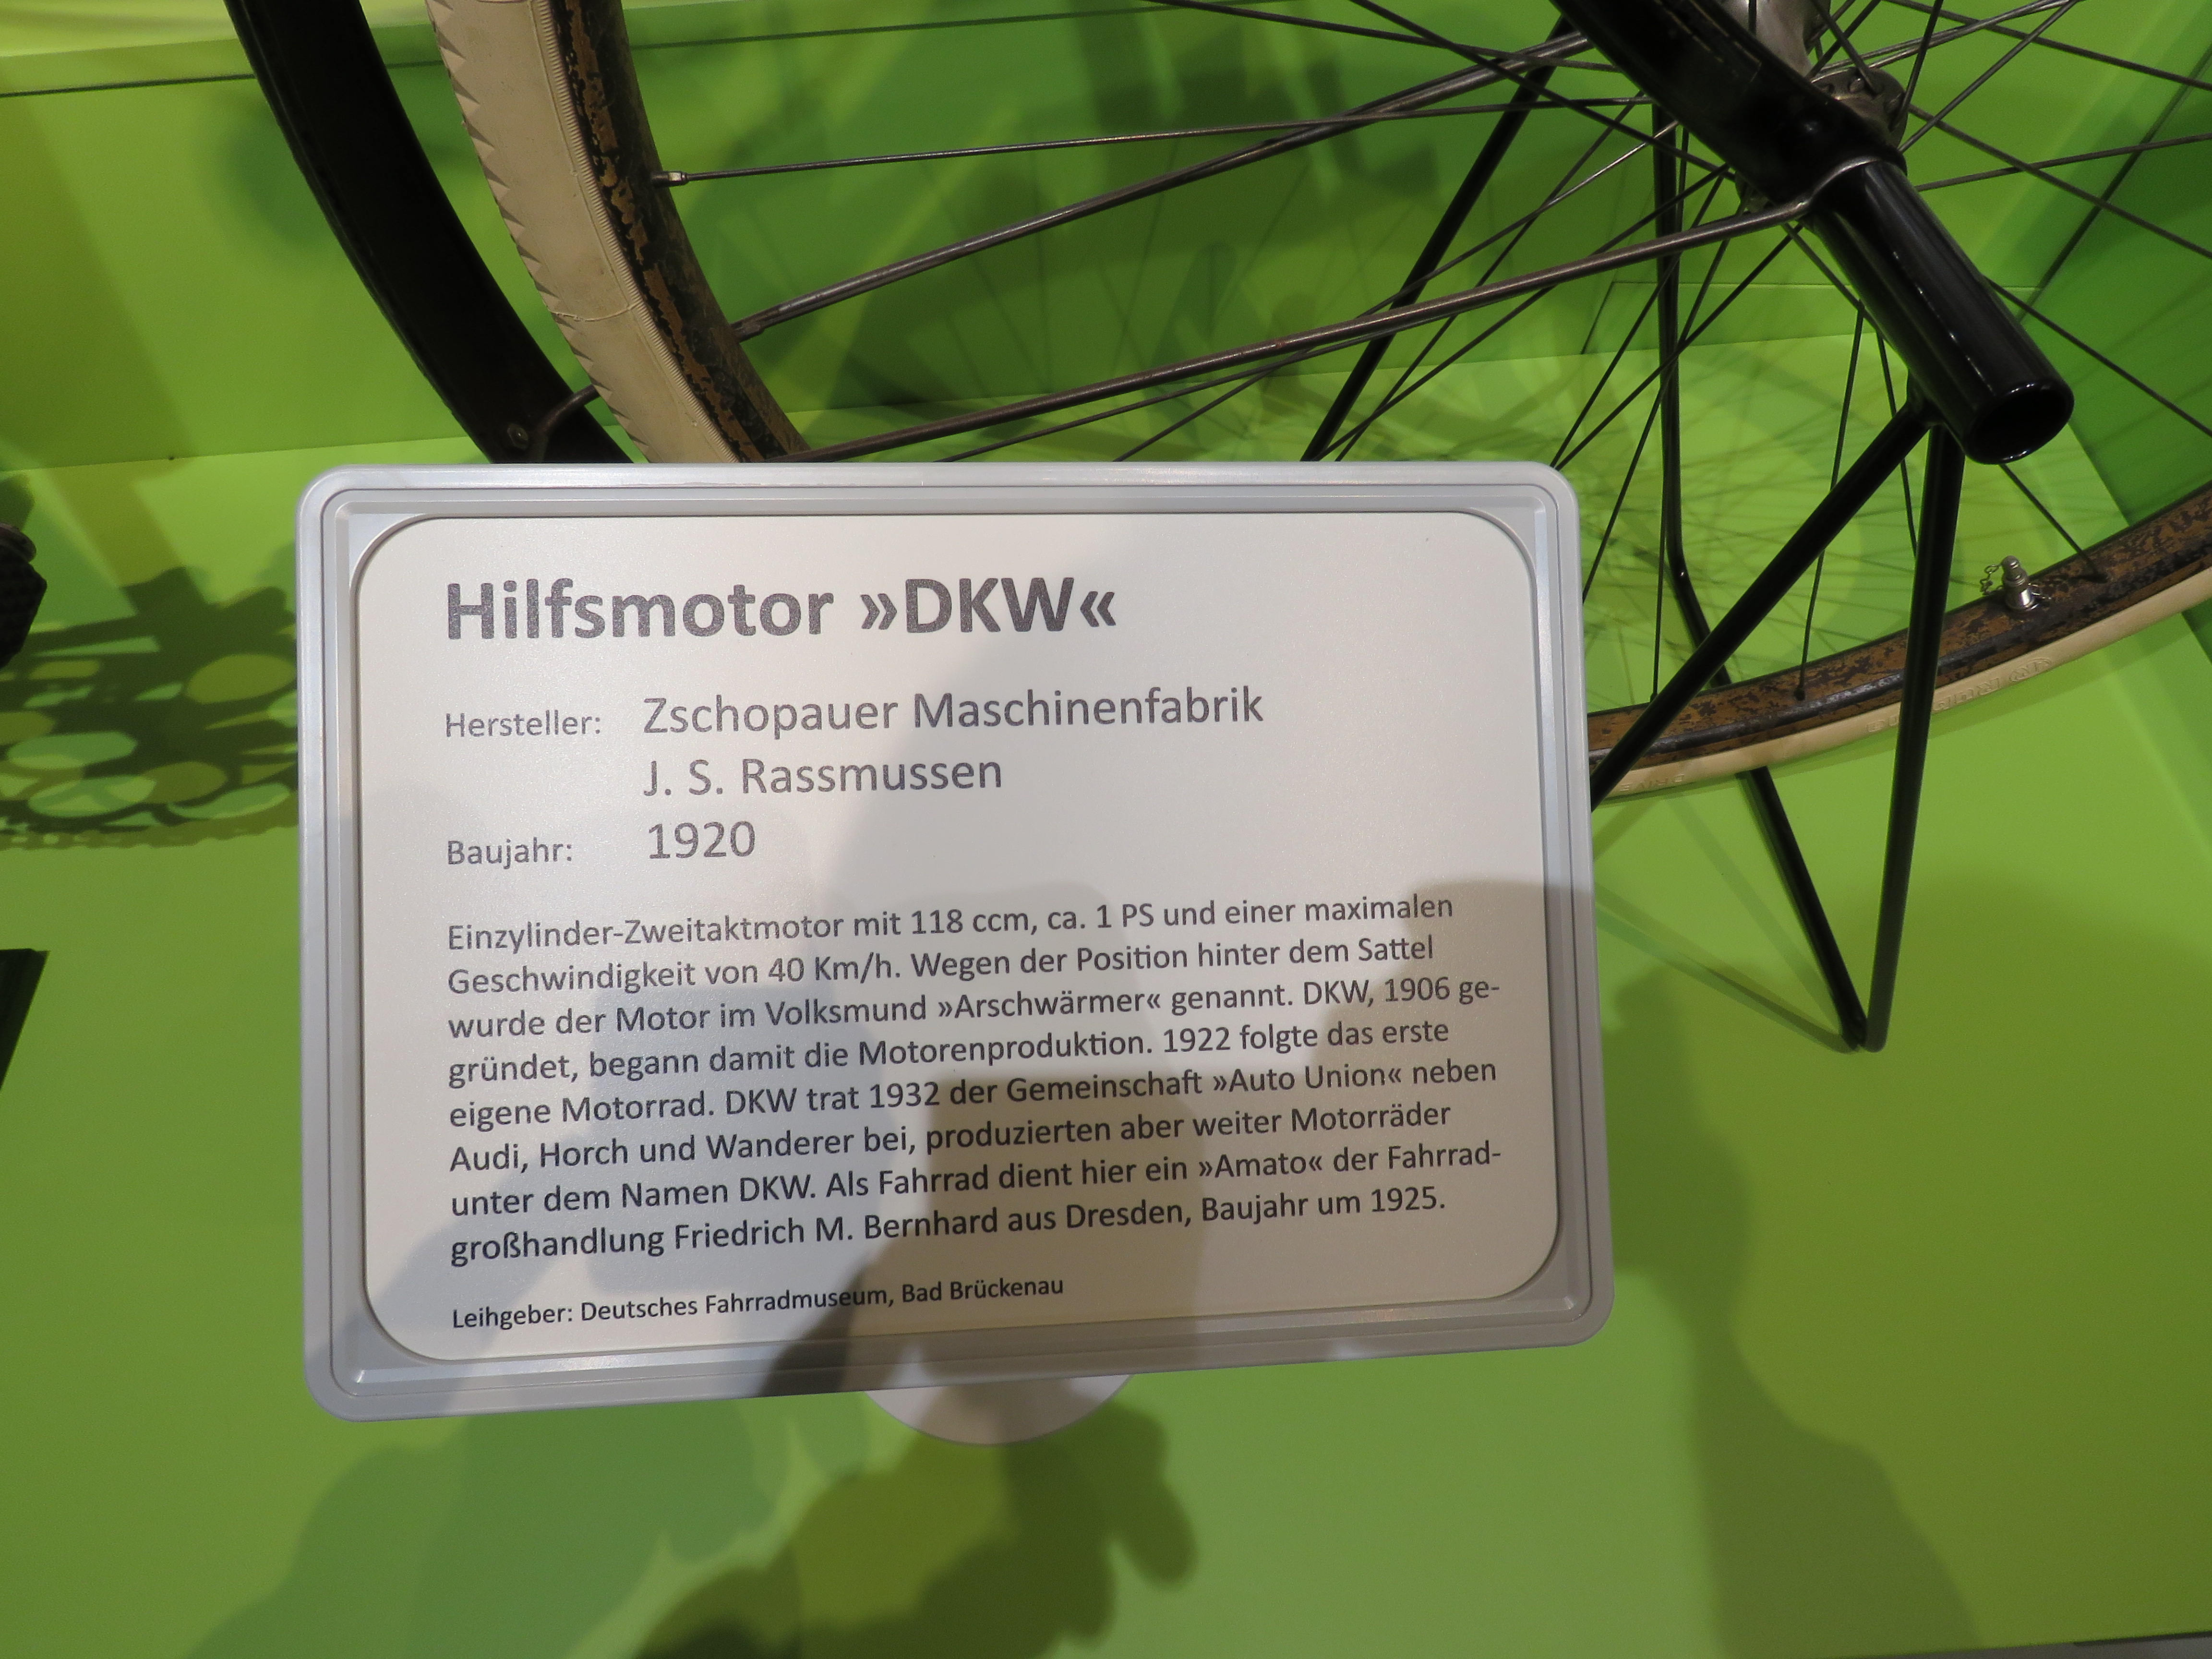 Hilfsmotor »DKW«
Hersteller: Zschopauer Maschinenfabrik
J. S. Rassmussen
Baujahr: 1920
Einzylinder-Zweitaktmotor mit 118 ccm, ca. 1 PS und einer maximalen
Geschwindigkeit von 40 Km/h. Wegen der Position hinter dem Sattel
wurde der Motor im Volksmund »Arschwärmer« genannt. DKW, 1906 ge-
gründet, begann damit die Motorenproduktion. 1922 folgte das erste
eigene Motorrad. DKW trat 1932 der Gemeinschaft »Auto Union« neben
Audi, Horch und Wanderer bei, produzierten aber weiter Motorräder
unter dem Namen DKW. Als Fahrrad dient hier ein »Amato« der Fahrrad-
großhandlung Friedrich M. Bernhard aus Dresden, Baujahr um 1925.
Leihgeber: Deutsches Fahrradmuseum, Bad Brückenau